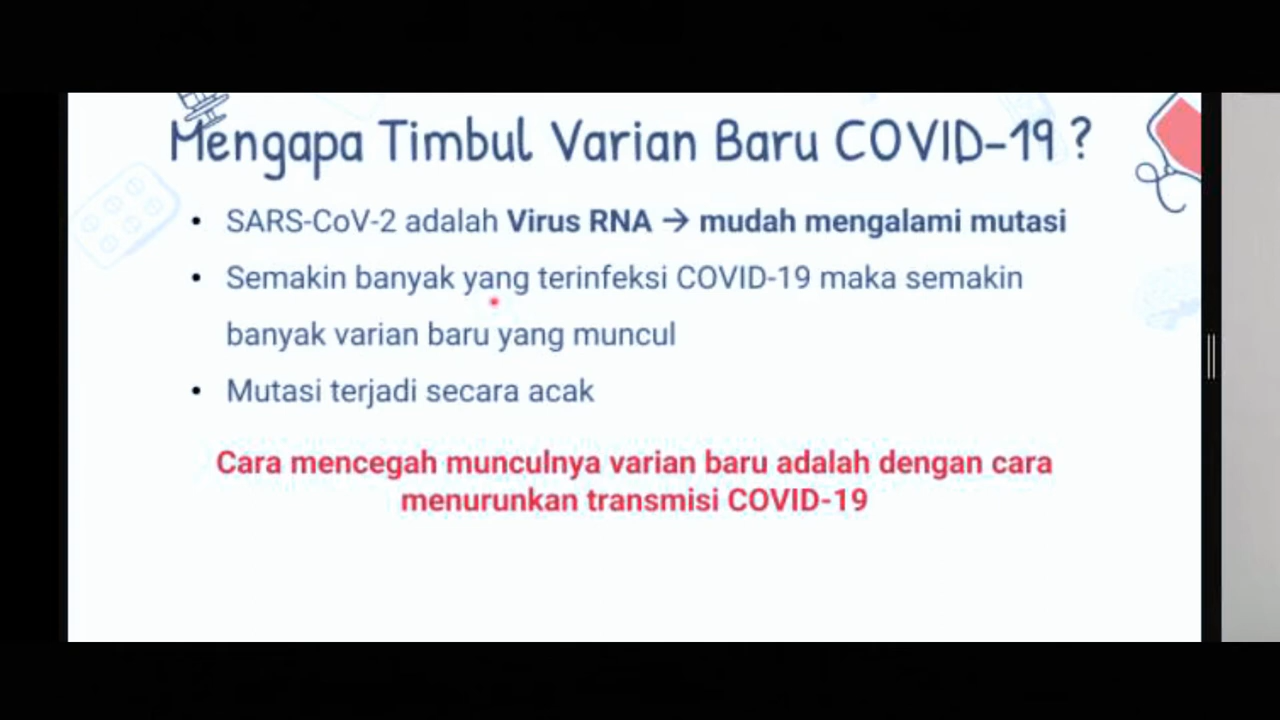 Mengapa Timbul Varian Baru COVID-19 ?
• SARS-CoV-2 adalah Virus RNA → mudah mengalami mutasi
• Semakin banyak yang terinfeksi COVID-19 maka semakin
banyak varian baru yang muncul
• Mutasi terjadi secara acak
Cara mencegah munculnya varian baru adalah dengan cara
menurunkan transmisi COVID-19